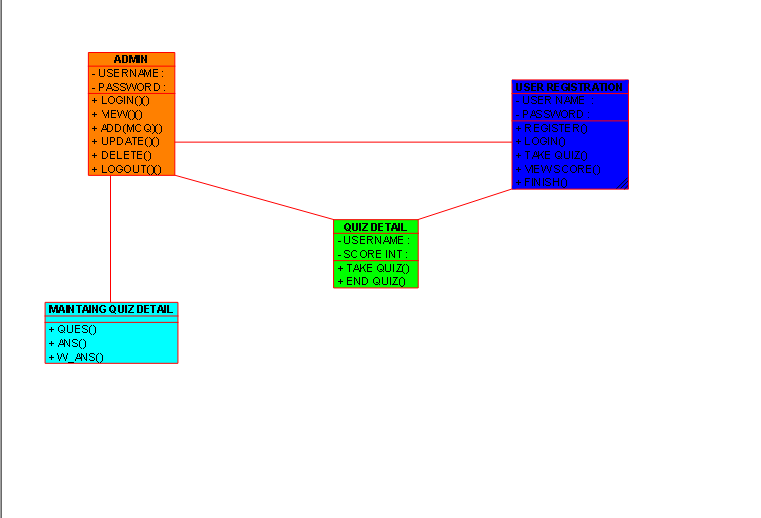 ADMIN
- USERNAME :
- PASSWORD :
+ LOGIN()()
+ VIEW()()
+ ADD(MCQ)()
+ UPDATE()()
+ DELETE()
+ LOGOUT()()
USER REGISTRATION
- USER NAME :
- PASSWORD :
+ REGISTER()
+ LOGIN()
+ TAKE QUIZ()
+ VIEW SCORE()
+ FINISH()
QUIZ DETAIL
- USERNAME :
- SCORE INT :
+ TAKE QUIZ()
+ END QUIZ()
MAINTAING QUIZ DETAIL
+ QUES()
+ ANS()
+ W_ANS()